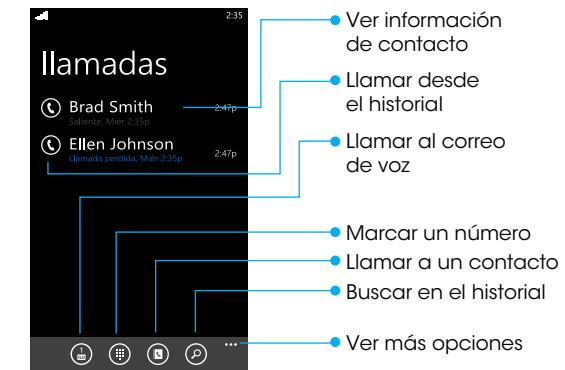 2:35
llamadas
Brad Smith
Saliente, Miér 2:35p
2:47p
Ellen Johnson
Llamada perdida, Miér 2:35p
2:47p
1
Ver información
de contacto
Llamar desde
el historial
Llamar al correo
de voz
Marcar un número
Llamar a un contacto
Buscar en el historial
Ver más opciones